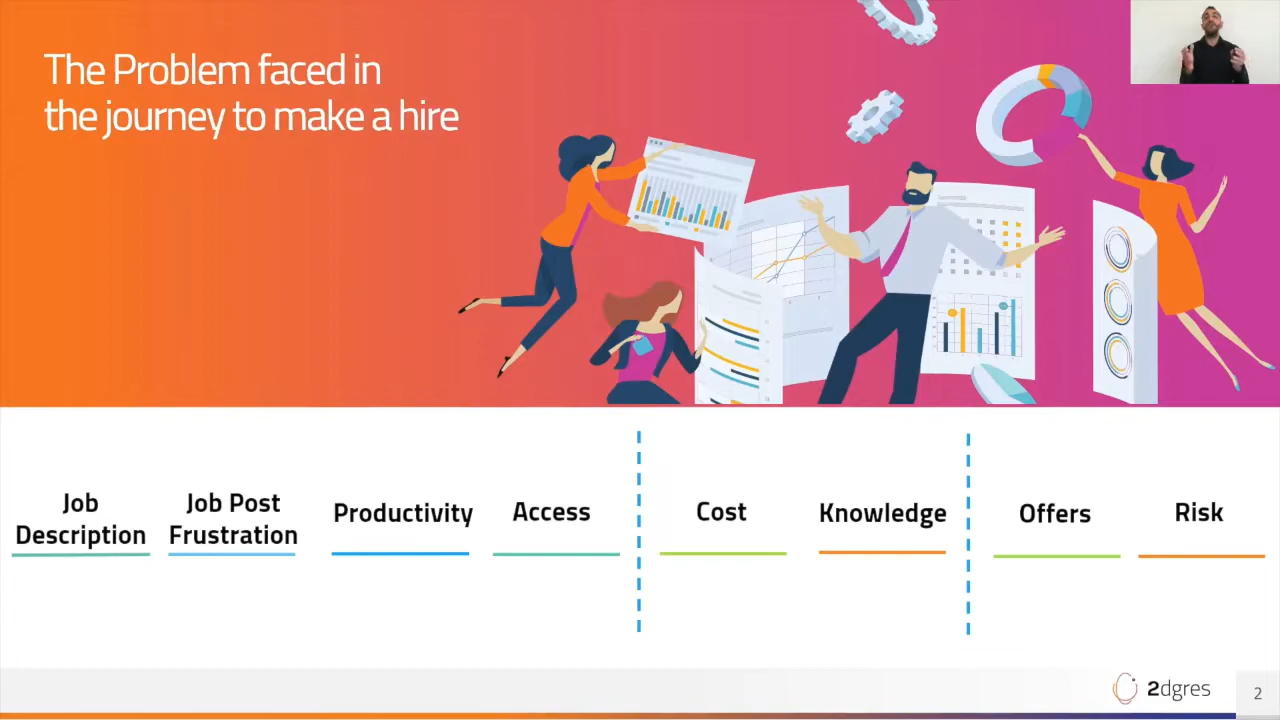 The Problem faced in
the journey to make a hire
Job
Description
Job Post
Frustration
Productivity
Access
Cost
Knowledge
Offers
Risk
2dgres
2